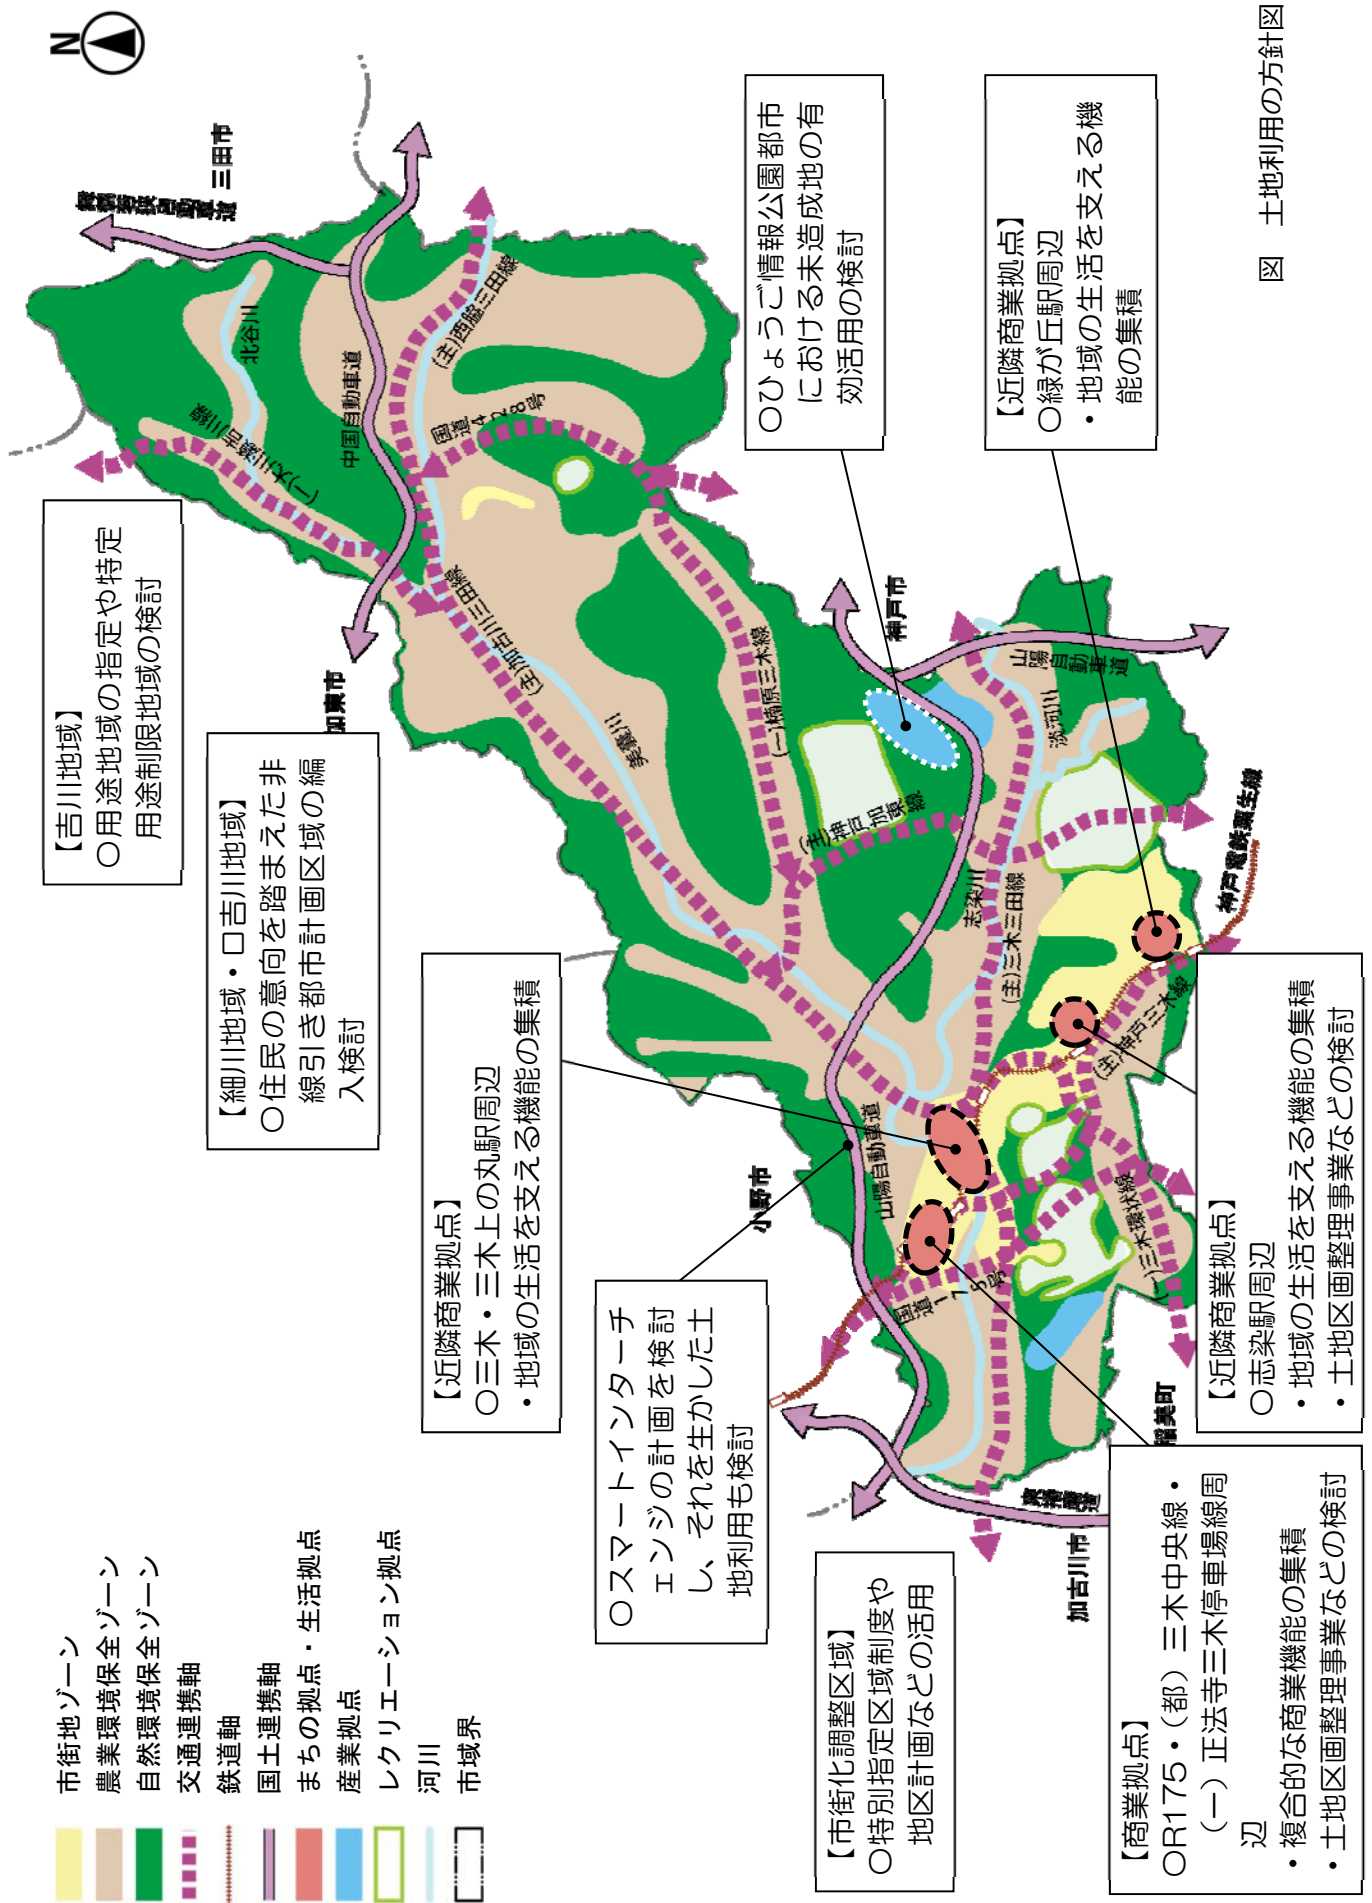 市街地ゾーン
農業環境保全ゾーン
自然環境保全ゾーン
交通連携軸
鉄道軸
国土連携軸
まちの拠点・生活拠点
産業拠点
レクリエーション拠点
河川
市域界
N
【吉川地域】
○用途地域の指定や特定
用途制限地域の検討
【細川地域・口吉川地域】
○住民の意向を踏まえた非
線引き都市計画区域の編
入検討
【近隣商業拠点】
○三木・三木上の丸駅周辺
・地域の生活を支える機能の集積
○スマートインターチ
ェンジの計画を検討
し、それを生かした土
地利用も検討
【市街化調整区域】
○特別指定区域制度や
地区計画などの活用
【商業拠点】
○R175・(都)三木中央線・
(一)正法寺三木停車場線周
辺
・複合的な商業機能の集積
・土地区画整理事業などの検討
【近隣商業拠点】
○志染駅周辺
・地域の生活を支える機能の集積
・土地区画整理事業などの検討
【近隣商業拠点】
○緑が丘駅周辺
・地域の生活を支える機
能の集積
○ひょうご情報公園都市
における未造成地の有
効活用の検討
三田市
北谷川
(一)大川瀬吉川線
中国自動車道
(主)西脇三田線
国道428号
加東市
(主)加古川三田線
美嚢川
(一)楠原三木線
(主)神戸加東線
神戸市
山陽自動車道
淡河川
志染川
(主)三木三田線
神戸電鉄粟生線
(主)神戸三木線
小野市
山陽自動車道
国道175号
(一)三木環状線
稲美町
加古川市
図 土地利用の方針図